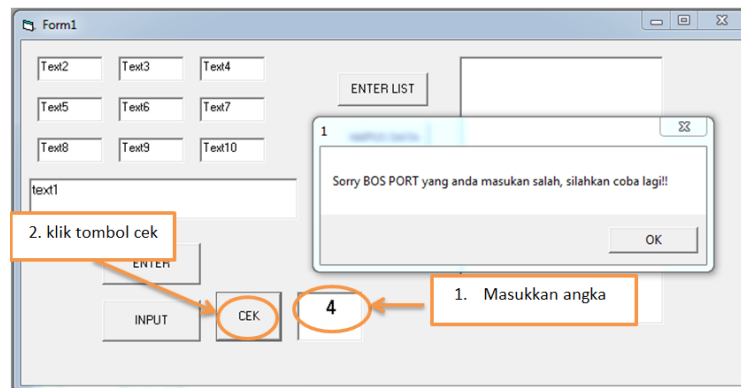 Form1
Text2 Text3 Text4
ENTER LIST
Text5 Text6 Text7
1
Text8 Text9 Text10
Sorry BOS PORT yang anda masukan salah, silahkan coba lagi!!
text1
OK
2. klik tombol cek
ENTER
1. Masukkan angka
INPUT
CEK
4